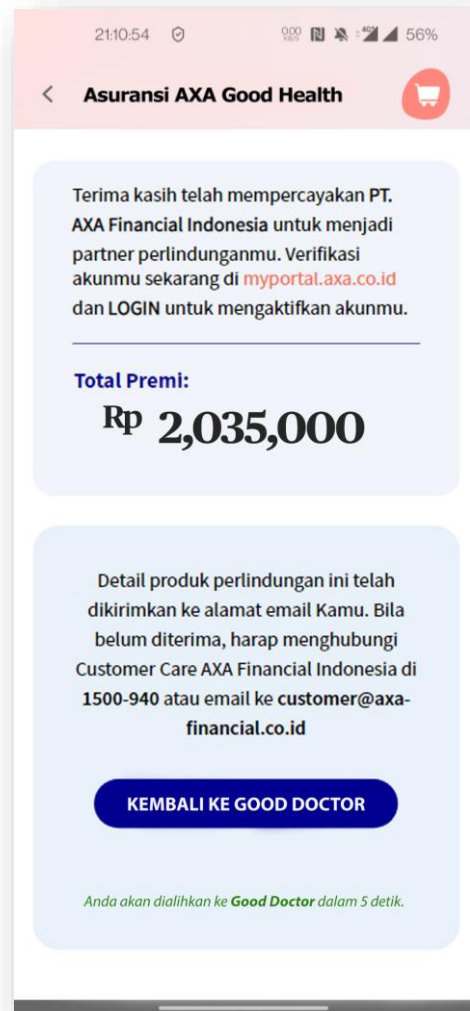 21:10:54 0.00 KB/S 4G+ 56%
Asuransi AXA Good Health
Terima kasih telah mempercayakan PT.
AXA Financial Indonesia untuk menjadi
partner perlindunganmu. Verifikasi
akunmu sekarang di myportal.axa.co.id
dan LOGIN untuk mengaktifkan akunmu.
Total Premi:
Rp 2,035,000
Detail produk perlindungan ini telah
dikirimkan ke alamat email Kamu. Bila
belum diterima, harap menghubungi
Customer Care AXA Financial Indonesia di
1500-940 atau email ke customer@axa-
financial.co.id
KEMBALI KE GOOD DOCTOR
Anda akan dialihkan ke Good Doctor dalam 5 detik.